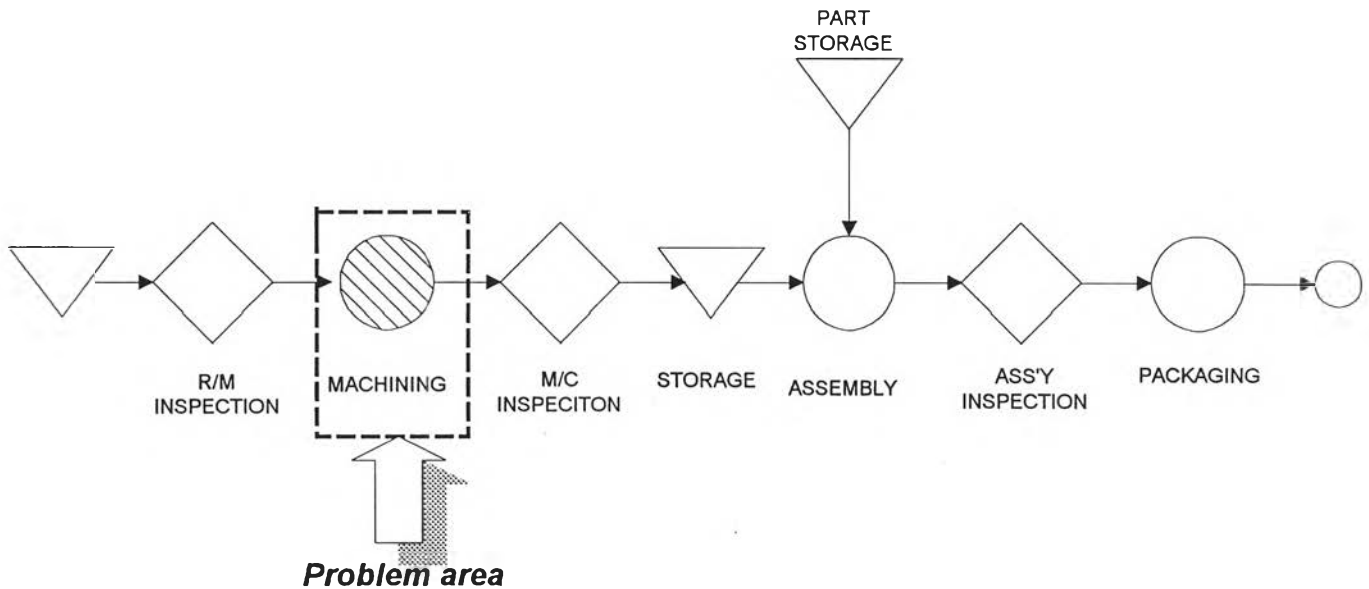 PART
STORAGE
R/M
INSPECTION
MACHINING
M/C
INSPECITON
STORAGE
ASSEMBLY
ASS'Y
INSPECTION
PACKAGING
Problem area